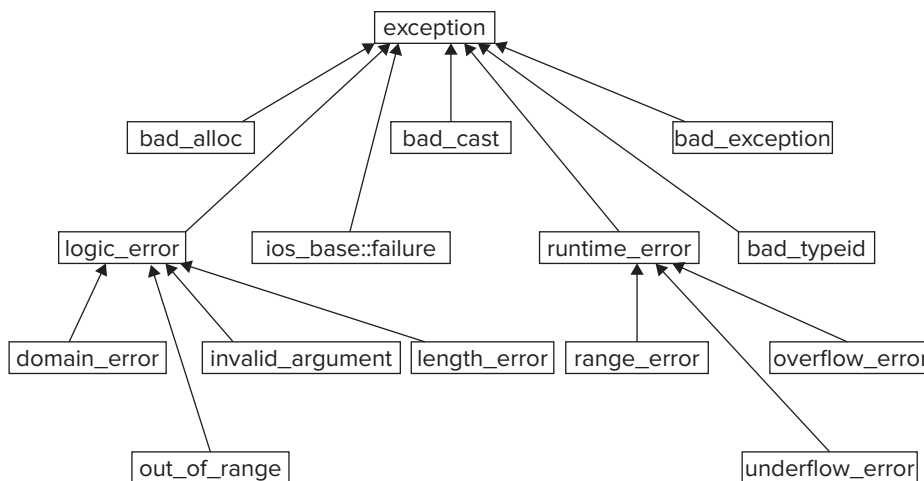 exception
bad_alloc
bad_cast
bad_exception
logic_error
ios_base::failure
runtime_error
bad_typeid
domain_error
invalid_argument
length_error
range_error
overflow_error
out_of_range
underflow_error